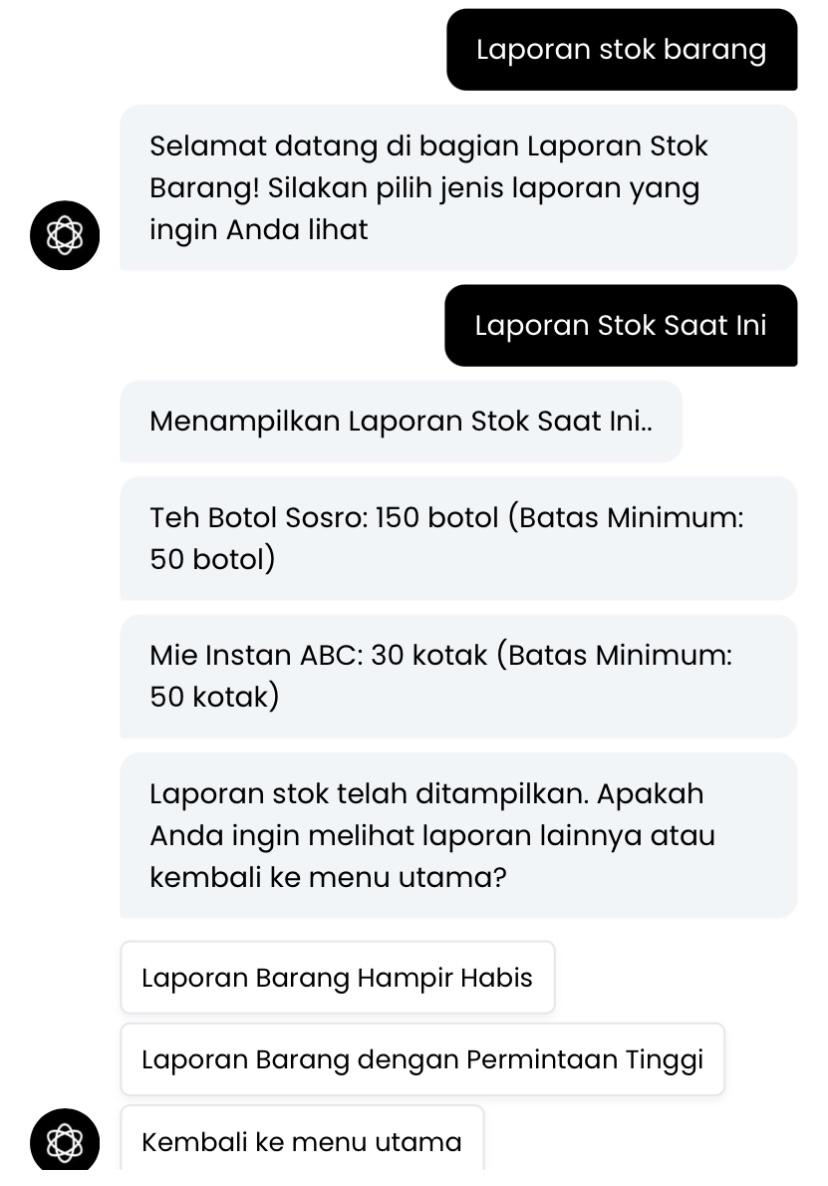 Laporan stok barang
Selamat datang di bagian Laporan Stok
Barang! Silakan pilih jenis laporan yang
ingin Anda lihat
Laporan Stok Saat Ini
Menampilkan Laporan Stok Saat Ini..
Teh Botol Sosro: 150 botol (Batas Minimum:
50 botol)
Mie Instan ABC: 30 kotak (Batas Minimum:
50 kotak)
Laporan stok telah ditampilkan. Apakah
Anda ingin melihat laporan lainnya atau
kembali ke menu utama?
Laporan Barang Hampir Habis
Laporan Barang dengan Permintaan Tinggi
Kembali ke menu utama